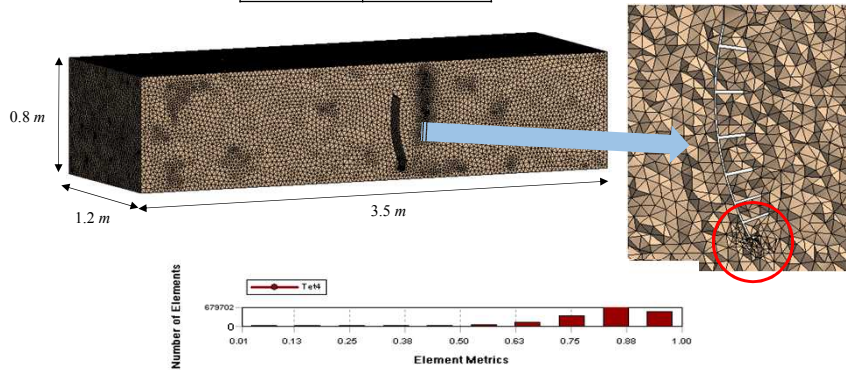 0.8 m
1.2 m
3.5 m
Tet4
Number of Elements
679702
0
0.01 0.13 0.25 0.38 0.50 0.63 0.75 0.88 1.00
Element Metrics